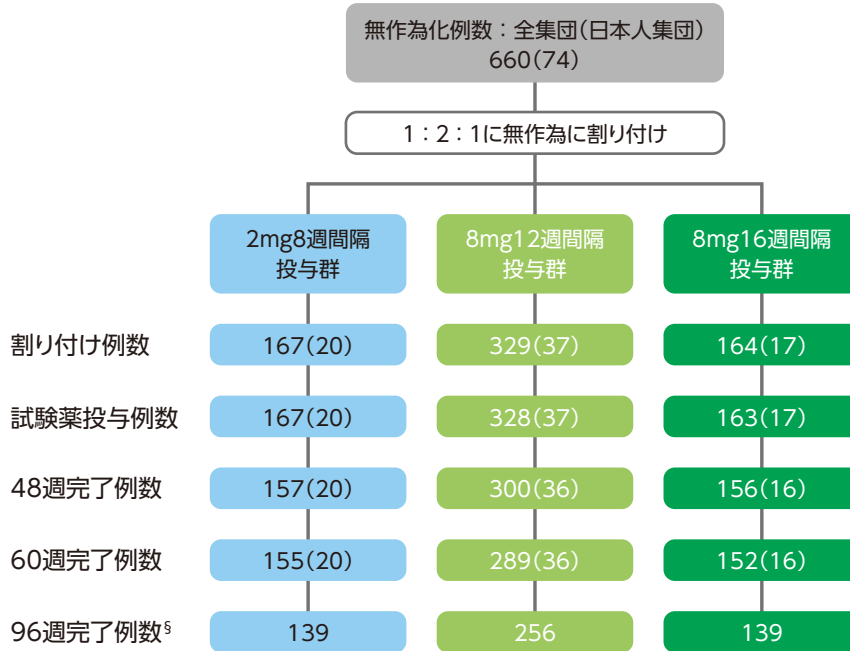 無作為化例数：全集団（日本人集団）
660（74）
1：2：1に無作為に割り付け
2mg8週間隔
投与群
8mg12週間隔
投与群
8mg16週間隔
投与群
割り付け例数 167（20） 329（37） 164（17）
試験薬投与例数 167（20） 328（37） 163（17）
48週完了例数 157（20） 300（36） 156（16）
60週完了例数 155（20） 289（36） 152（16）
96週完了例数§ 139 256 139